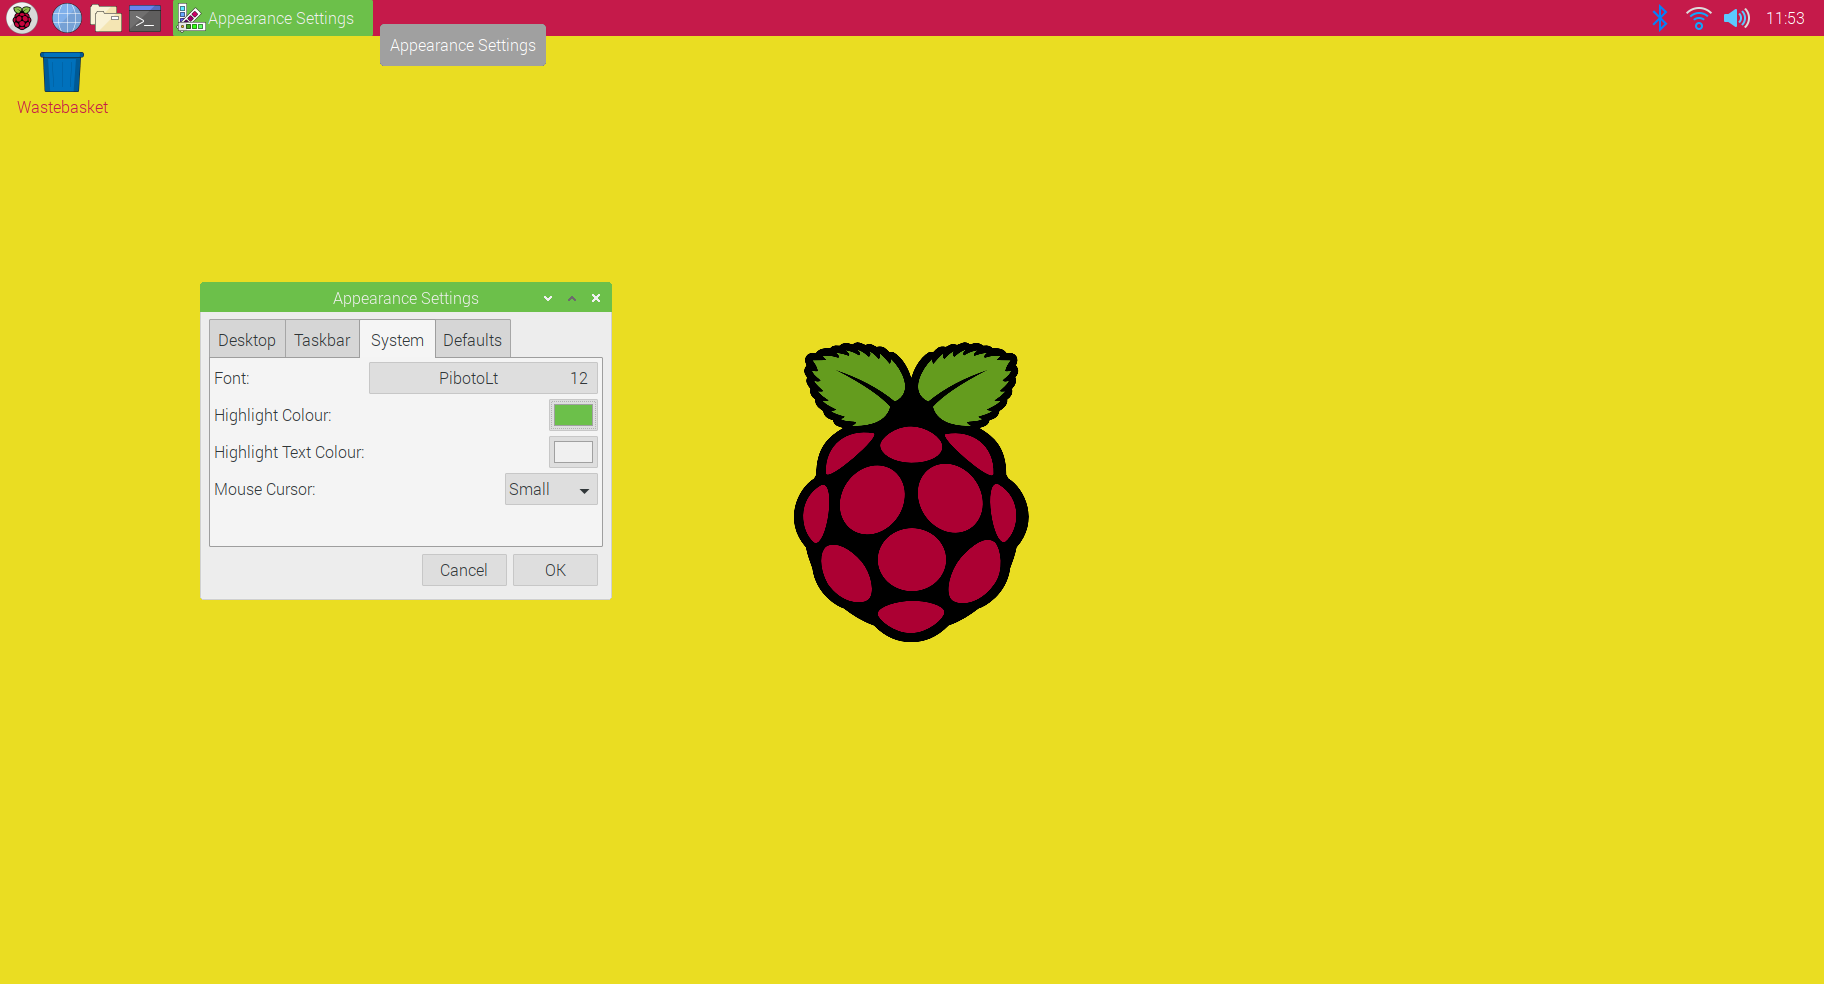 Appearance Settings
11:53
Appearance Settings
Wastebasket
Appearance Settings
Desktop Taskbar System Defaults
Font: PibotoLt 12
Highlight Colour:
Highlight Text Colour:
Mouse Cursor: Small
Cancel OK